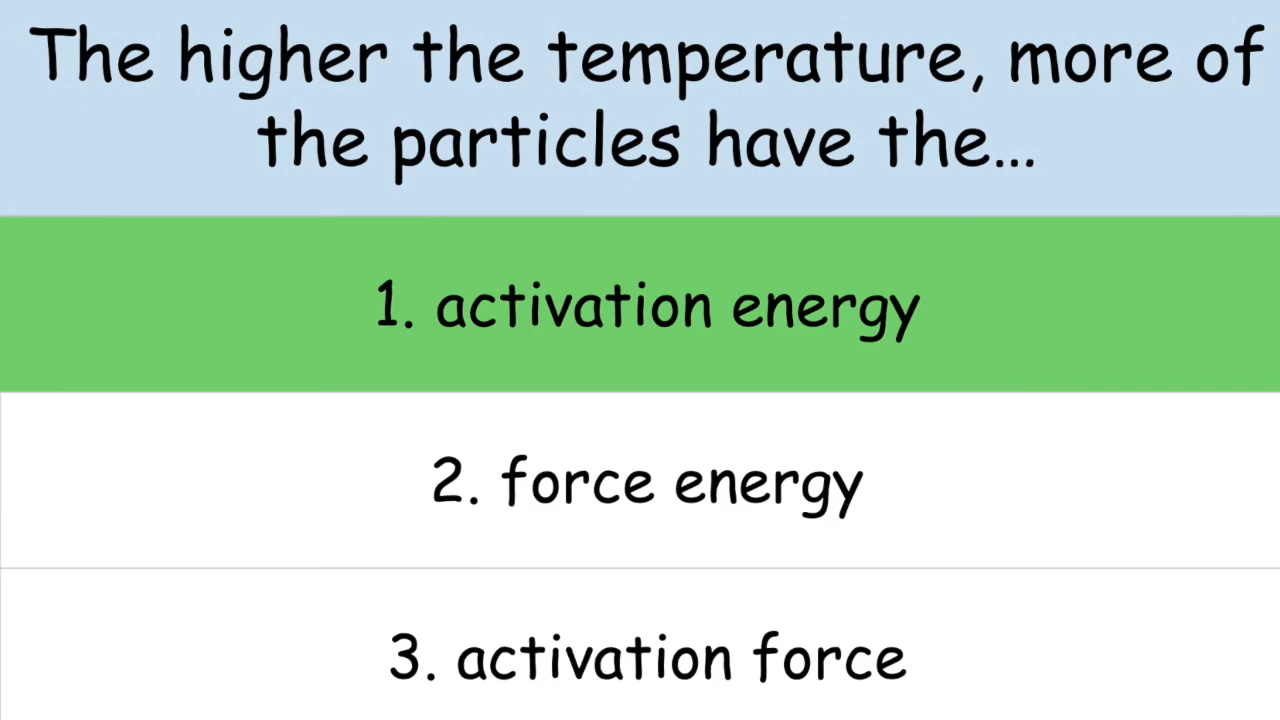 The higher the temperature, more of
the particles have the...
1. activation energy
2. force energy
3. activation force